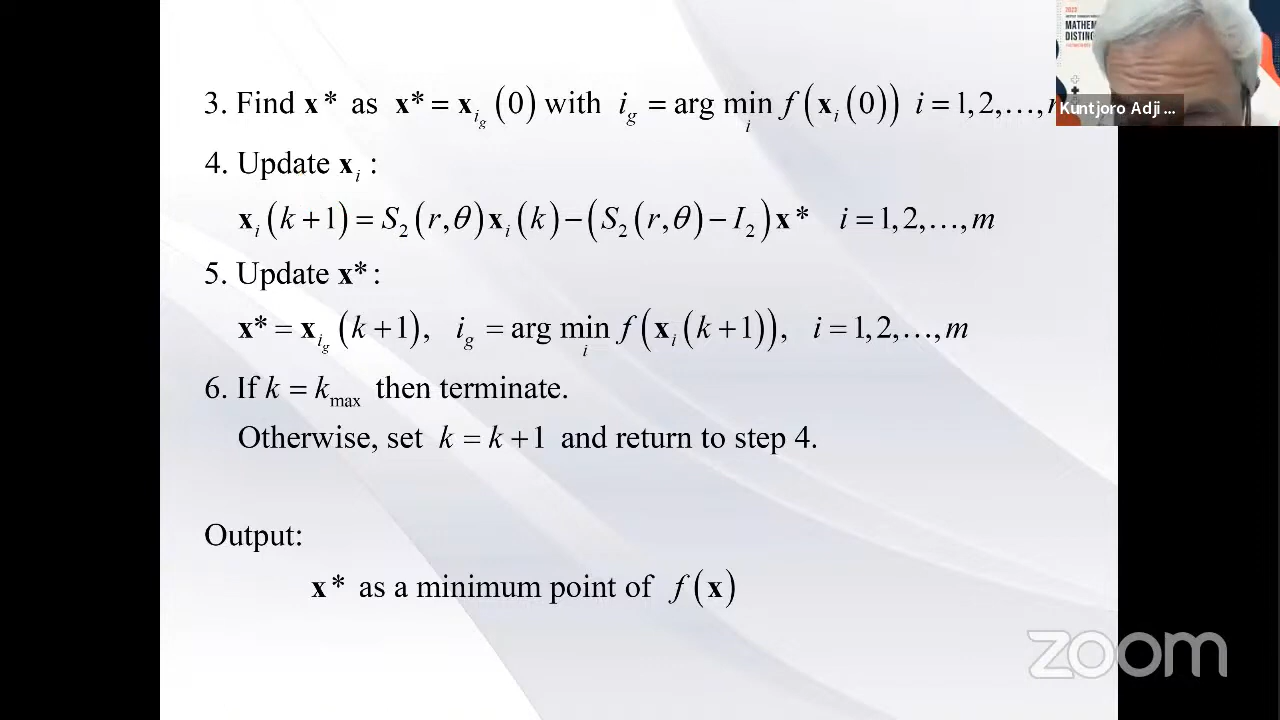 2022
MATHEM
DISTING
3. Find x* as x* = x_{i_g}(0) with i_g = arg min_i f(x_i(0)) i = 1, 2, …,
Kuntjoro Adji ...
4. Update x_i :
x_i(k+1) = S_2(r,θ)x_i(k) − (S_2(r,θ) − I_2)x* i = 1, 2, …, m
5. Update x* :
x* = x_{i_g}(k+1), i_g = arg min_i f(x_i(k+1)), i = 1, 2, …, m
6. If k = k_max then terminate.
Otherwise, set k = k+1 and return to step 4.
Output:
x* as a minimum point of f(x)
zoom